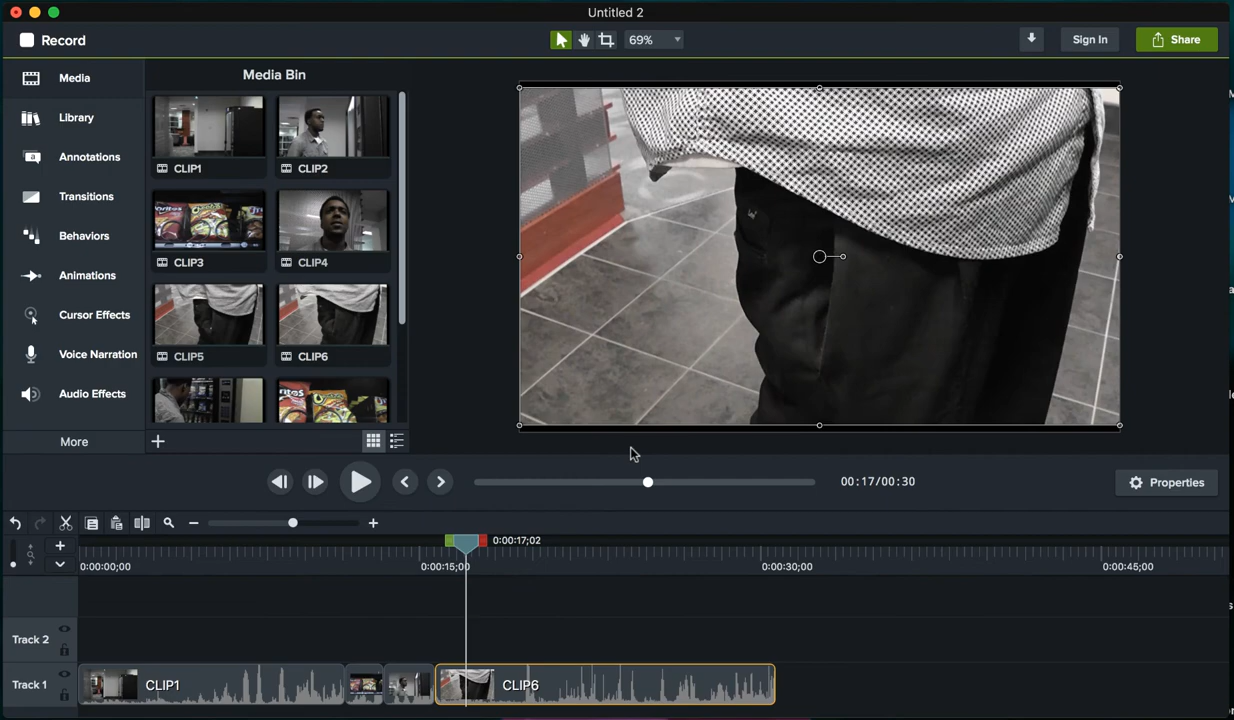 Untitled 2
Record
69%
Sign In
Share
Media
Library
Annotations
Transitions
Behaviors
Animations
Cursor Effects
Voice Narration
Audio Effects
More
Media Bin
CLIP1
CLIP2
CLIP3
CLIP4
CLIP5
CLIP6
00:17/00:30
Properties
0:00:17;02
0:00:00;00
0:00:15;00
0:00:30;00
0:00:45;00
Track 2
Track 1
CLIP1
CLIP6